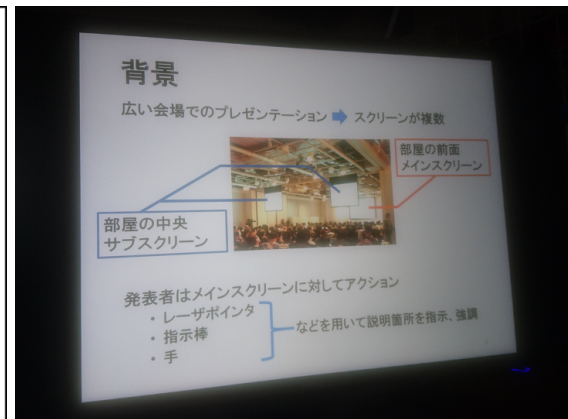 背景
広い会場でのプレゼンテーション ➡ スクリーンが複数
部屋の前面
メインスクリーン
部屋の中央
サブスクリーン
発表者はメインスクリーンに対してアクション
・レーザポインタ
・指示棒
・手
などを用いて説明箇所を指示、強調